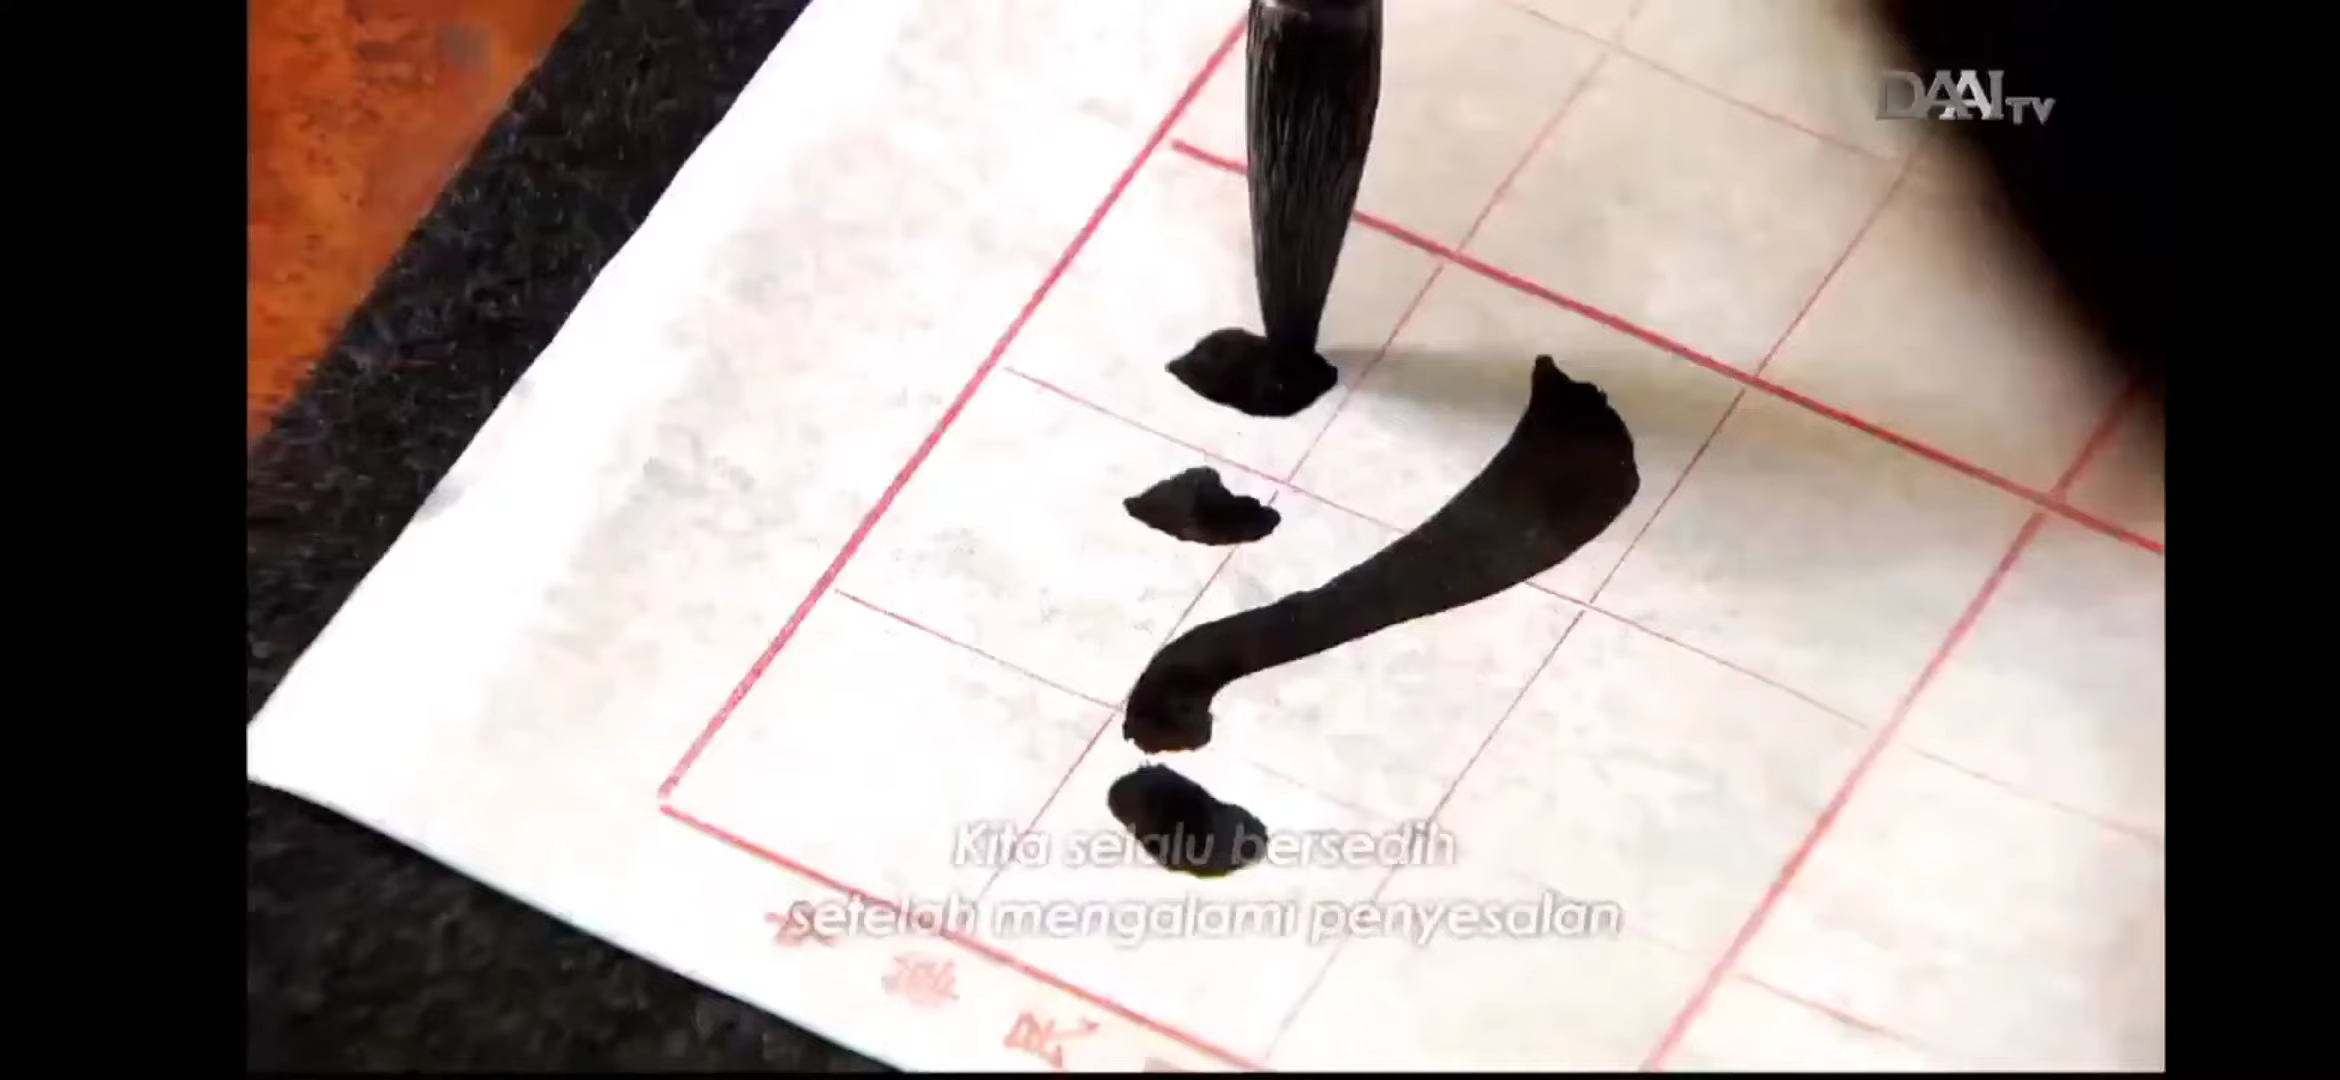 DAAI TV
Kita selalu bersedih
setelah mengalami penyesalan